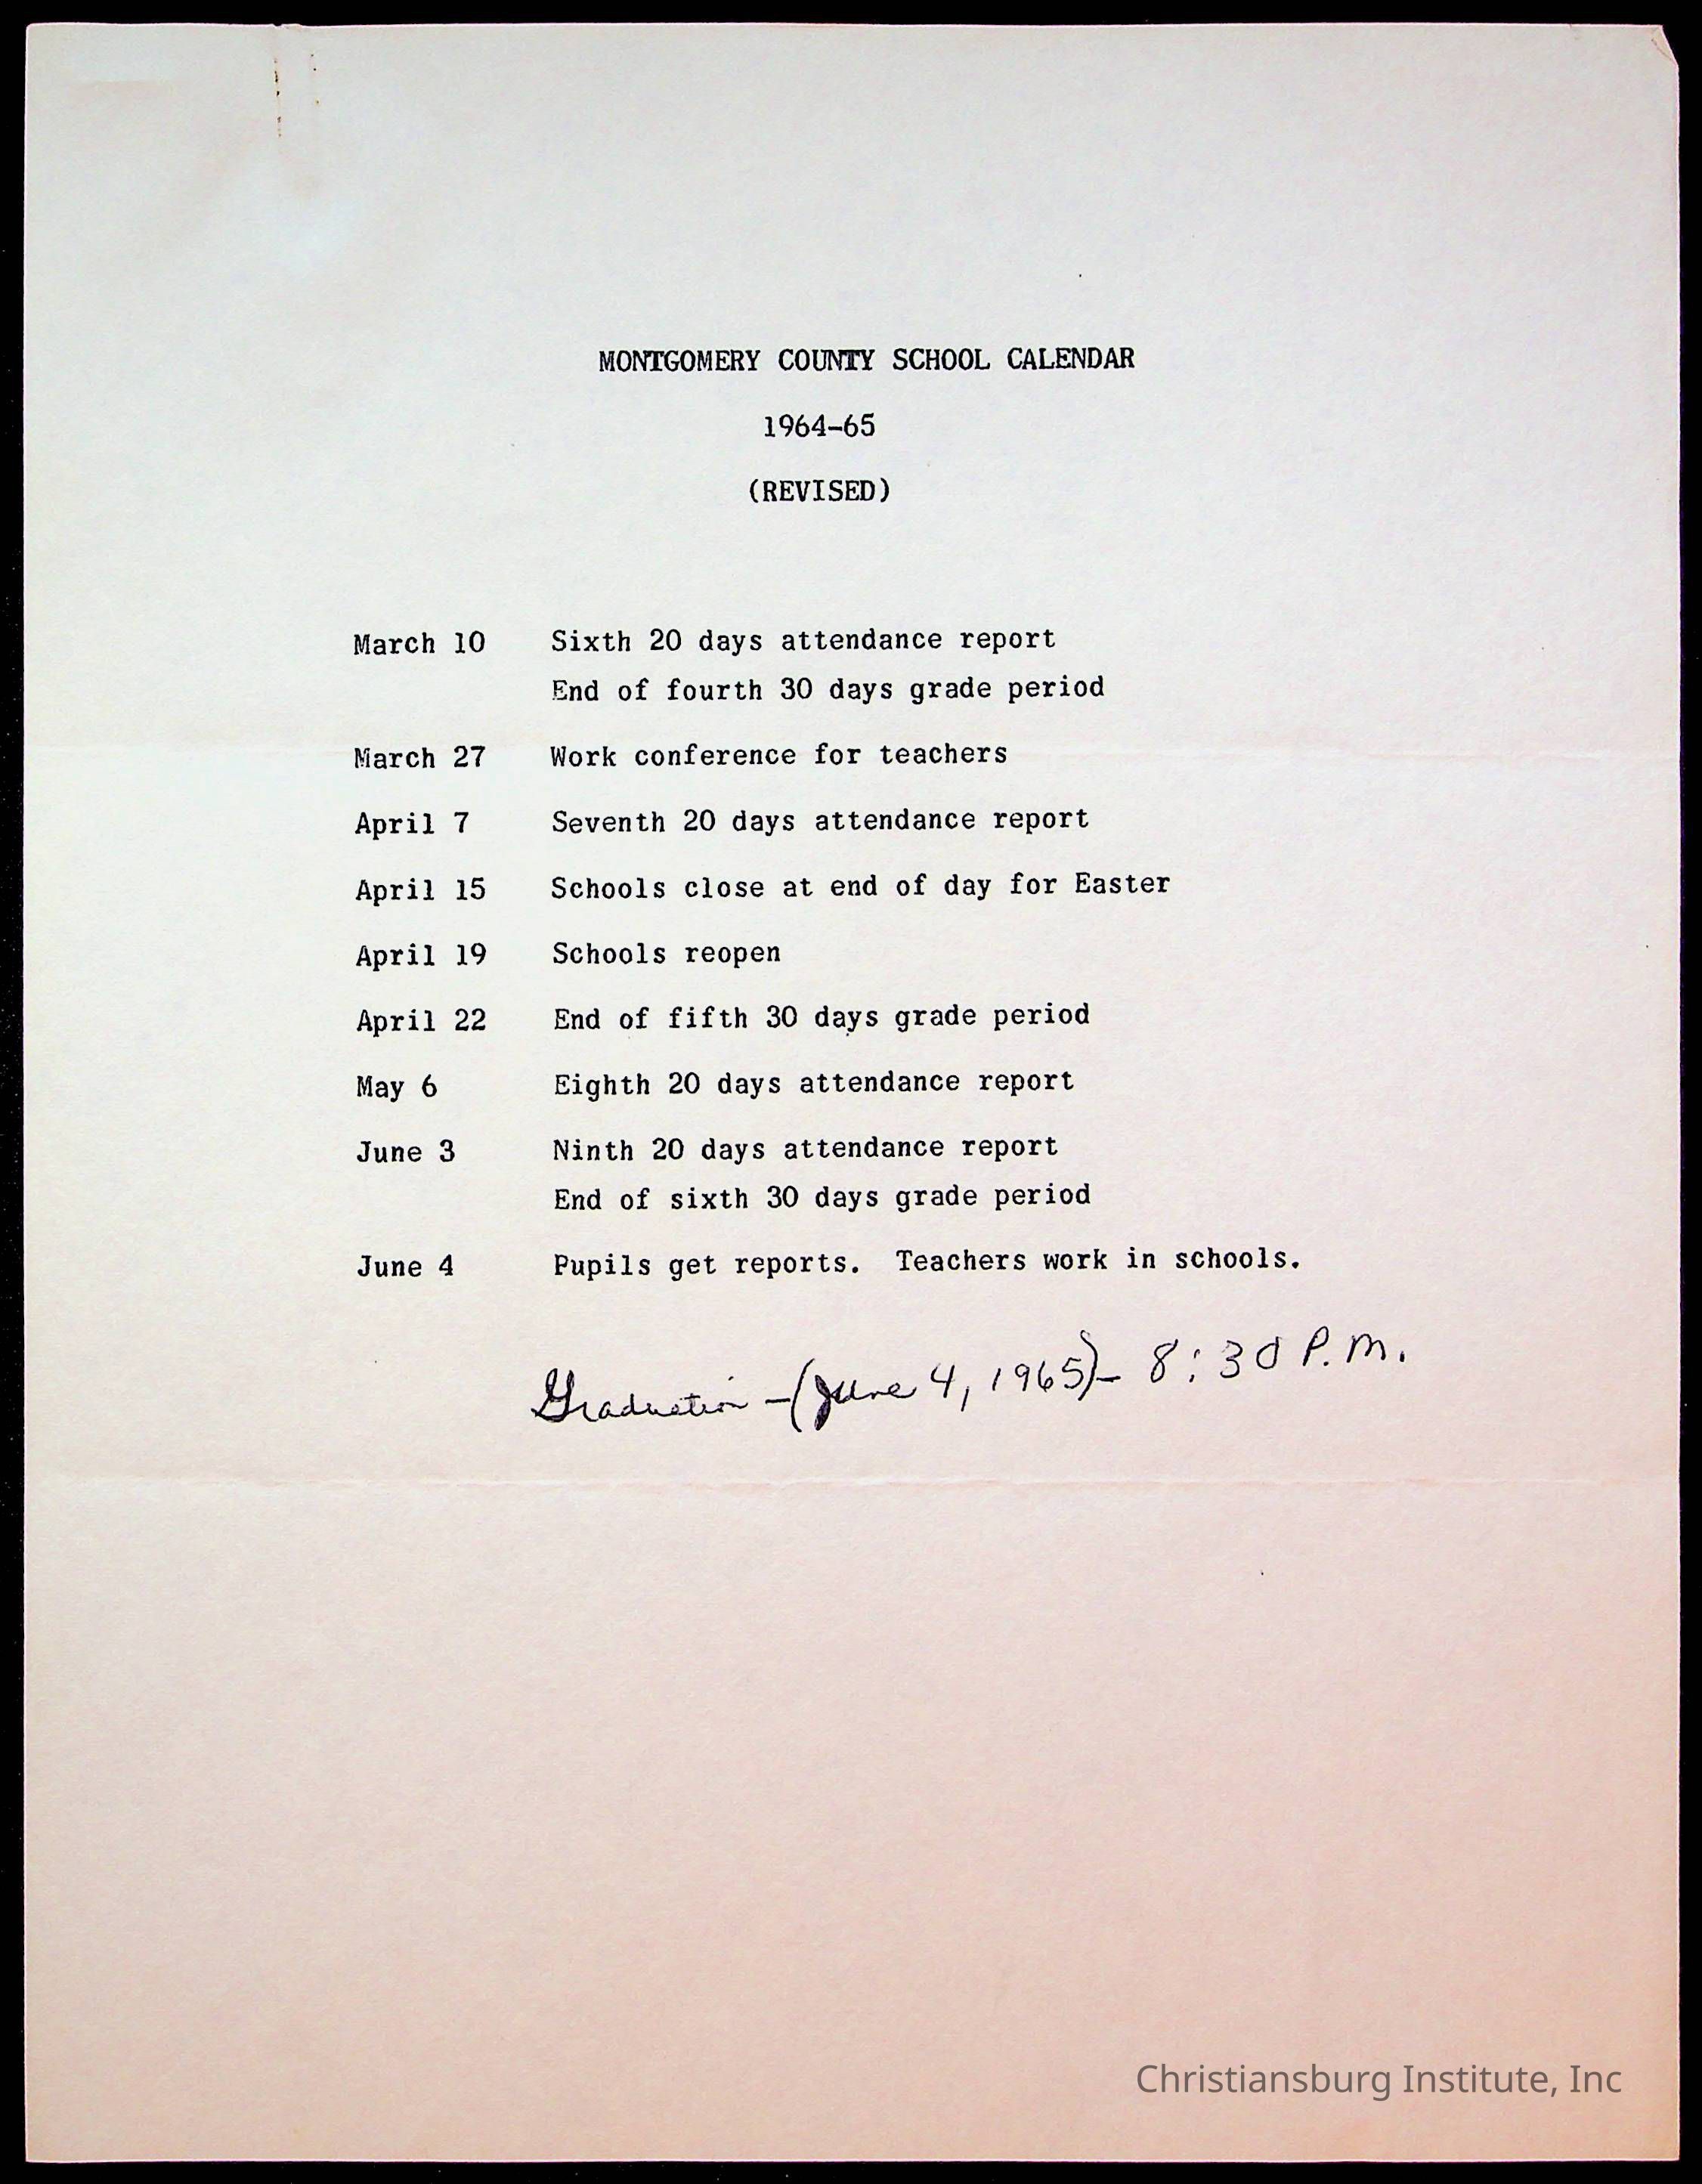 MONTGOMERY COUNTY SCHOOL CALENDAR
1964-65
(REVISED)
March 10 Sixth 20 days attendance report
End of fourth 30 days grade period
March 27 Work conference for teachers
April 7 Seventh 20 days attendance report
April 15 Schools close at end of day for Easter
April 19 Schools reopen
April 22 End of fifth 30 days grade period
May 6 Eighth 20 days attendance report
June 3 Ninth 20 days attendance report
End of sixth 30 days grade period
June 4 Pupils get reports. Teachers work in schools.
Graduation - (June 4, 1965) - 8:30 P.M.
Christiansburg Institute, Inc